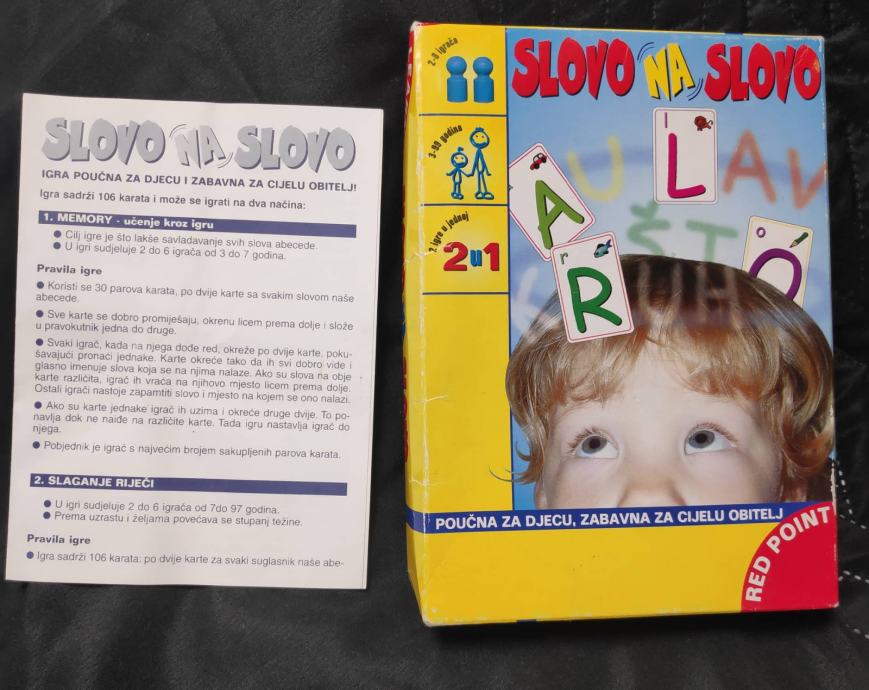 SLOVO NA SLOVO
IGRA POUČNA ZA DJECU I ZABAVNA ZA CIJELU OBITELJ!
Igra sadrži 106 karata i može se igrati na dva načina:
1. MEMORY - učenje kroz igru
● Cilj igre je što lakše savladavanje svih slova abecede.
● U igri sudjeluje 2 do 6 igrača od 3 do 7 godina.
Pravila igre
● Koristi se 30 parova karata, po dvije karte sa svakim slovom naše
abecede.
● Sve karte se dobro promiješaju, okrenu licem prema dolje i slože
u pravokutnik jedna do druge.
● Svaki igrač, kada na njega dođe red, okreže po dvije karte, poku-
šavajući pronaći jednake. Karte okreće tako da ih svi dobro vide i
glasno imenuje slova koja se na njima nalaze. Ako su slova na obje
karte različita, igrač ih vraća na njihovo mjesto licem prema dolje.
Ostali igrači nastoje zapamtiti slovo i mjesto na kojem se ono nalazi.
● Ako su karte jednake igrač ih uzima i okreće druge dvije. To po-
navlja dok ne naiđe na različite karte. Tada igru nastavlja igrač do
njega.
● Pobjednik je igrač s najvećim brojem sakupljenih parova karata.
2. SLAGANJE RIJEČI
● U igri sudjeluje 2 do 6 igrača od 7do 97 godina.
● Prema uzrastu i željama povećava se stupanj težine.
Pravila igre
● Igra sadrži 106 karata: po dvije karte za svaki suglasnik naše abe-
2-8 igrača
3-99 godina
2 igre u jednoj
2u1
SLOVO NA SLOVO
l
L
A
r
R
o
O
U L A V
Š T
POUČNA ZA DJECU, ZABAVNA ZA CIJELU OBITELJ
RED POINT